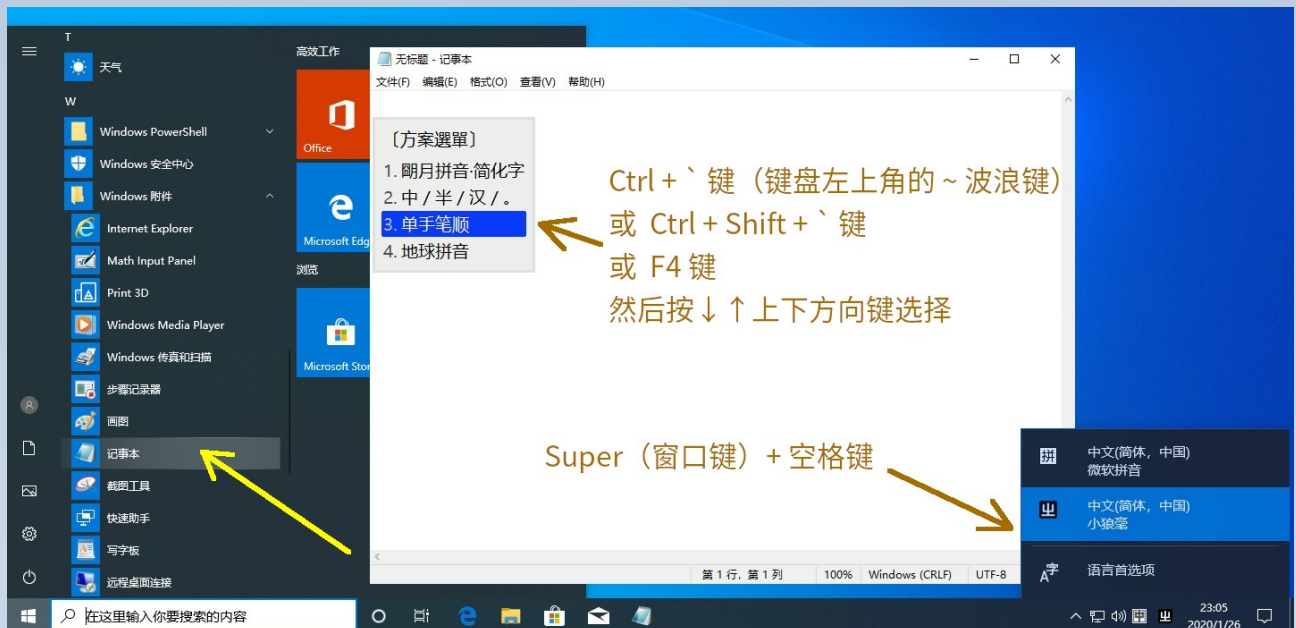 T
天气
W
Windows PowerShell
Windows 安全中心
Windows 附件
Internet Explorer
Math Input Panel
Print 3D
Windows Media Player
Windows 传真和扫描
步骤记录器
画图
记事本
截图工具
快速助手
写字板
远程桌面连接
高效工作
Office
Microsoft Edg
浏览
Microsoft Stor
无标题 - 记事本
文件(F) 编辑(E) 格式(O) 查看(V) 帮助(H)
〔方案選單〕
1. 朙月拼音·简化字
2. 中 / 半 / 汉 / 。
3. 单手笔顺
4. 地球拼音
Ctrl + ` 键（键盘左上角的 ~ 波浪键）
或 Ctrl + Shift + ` 键
或 F4 键
然后按↓↑上下方向键选择
Super（窗口键）+ 空格键
第 1 行，第 1 列 100% Windows (CRLF) UTF-8
拼 中文(简体，中国)
微软拼音
中文(简体，中国)
小狼毫
A字 语言首选项
在这里输入你要搜索的内容
中
23:05
2020/1/26